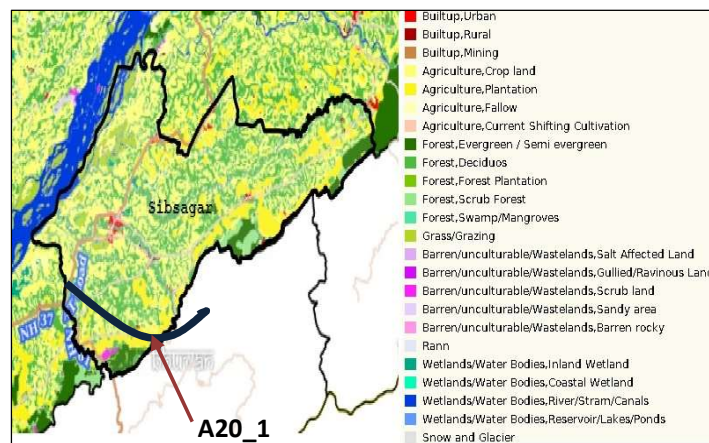 Sibsagar
NH 37
A20_1
Builtup,Urban
Builtup,Rural
Builtup,Mining
Agriculture,Crop land
Agriculture,Plantation
Agriculture,Fallow
Agriculture,Current Shifting Cultivation
Forest,Evergreen / Semi evergreen
Forest,Deciduos
Forest,Forest Plantation
Forest,Scrub Forest
Forest,Swamp/Mangroves
Grass/Grazing
Barren/unculturable/Wastelands,Salt Affected Land
Barren/unculturable/Wastelands,Gullied/Ravinous Land
Barren/unculturable/Wastelands,Scrub land
Barren/unculturable/Wastelands,Sandy area
Barren/unculturable/Wastelands,Barren rocky
Rann
Wetlands/Water Bodies,Inland Wetland
Wetlands/Water Bodies,Coastal Wetland
Wetlands/Water Bodies,River/Stram/Canals
Wetlands/Water Bodies,Reservoir/Lakes/Ponds
Snow and Glacier